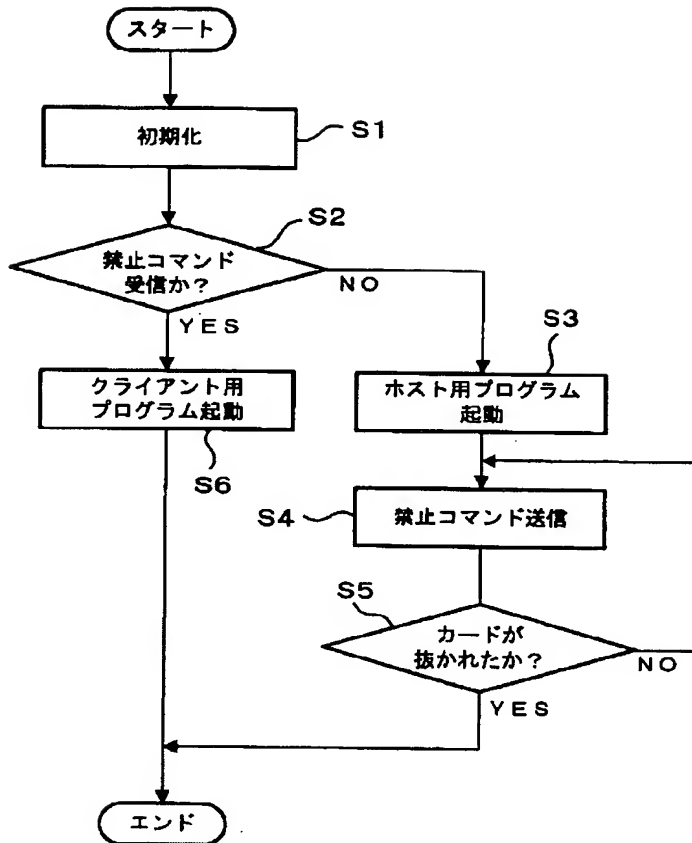 スタート
初期化
S1
S2
禁止コマンド
受信か?
NO
YES
S3
クライアント用
プログラム起動
S6
ホスト用プログラム
起動
S4
禁止コマンド送信
S5
カードが
抜かれたか?
NO
YES
エンド